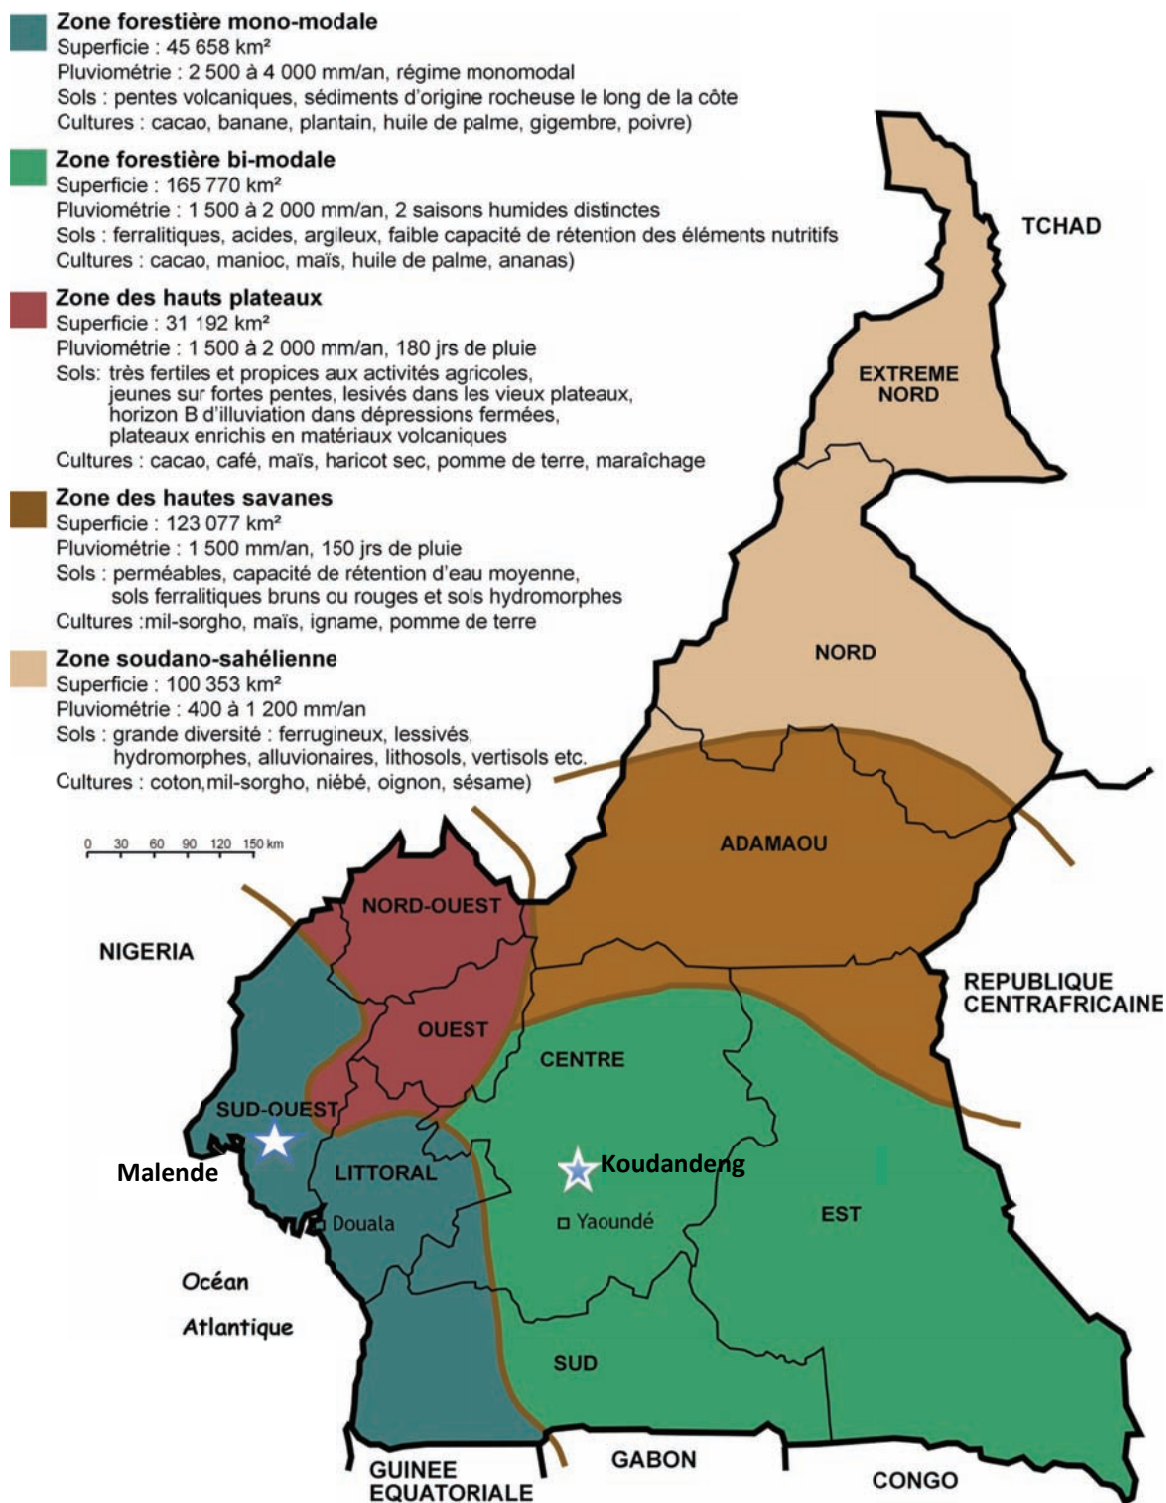 Zone forestière mono-modale
Superficie : 45 658 km²
Pluviométrie : 2 500 à 4 000 mm/an, régime monomodal
Sols : pentes volcaniques, sédiments d'origine rocheuse le long de la côte
Cultures : cacao, banane, plantain, huile de palme, gigembre, poivre)
Zone forestière bi-modale
Superficie : 165 770 km²
Pluviométrie : 1 500 à 2 000 mm/an, 2 saisons humides distinctes
Sols : ferralitiques, acides, argileux, faible capacité de rétention des éléments nutritifs
Cultures : cacao, manioc, maïs, huile de palme, ananas)
Zone des hauts plateaux
Superficie : 31 192 km²
Pluviométrie : 1 500 à 2 000 mm/an, 180 jrs de pluie
Sols: très fertiles et propices aux activités agricoles,
jeunes sur fortes pentes, lesivés dans les vieux plateaux,
horizon B d'illuviation dans dépressions fermées,
plateaux enrichis en matériaux volcaniques
Cultures : cacao, café, maïs, haricot sec, pomme de terre, maraîchage
Zone des hautes savanes
Superficie : 123 077 km²
Pluviométrie : 1 500 mm/an, 150 jrs de pluie
Sols : perméables, capacité de rétention d'eau moyenne,
sols ferralitiques bruns ou rouges et sols hydromorphes
Cultures :mil-sorgho, maïs, igname, pomme de terre
Zone soudano-sahélienne
Superficie : 100 353 km²
Pluviométrie : 400 à 1 200 mm/an
Sols : grande diversité : ferrugineux, lessivés,
hydromorphes, alluvionaires, lithosols, vertisols etc.
Cultures : coton,mil-sorgho, niébé, oignon, sésame)
0 30 60 90 120 150 km
TCHAD
EXTREME
NORD
NORD
ADAMAOU
NORD-OUEST
NIGERIA
REPUBLIQUE
CENTRAFRICAINE
OUEST
CENTRE
SUD-OUEST
Malende
LITTORAL
Koudandeng
EST
Douala
Yaoundé
Océan
Atlantique
SUD
GUINEE
EQUATORIALE
GABON
CONGO